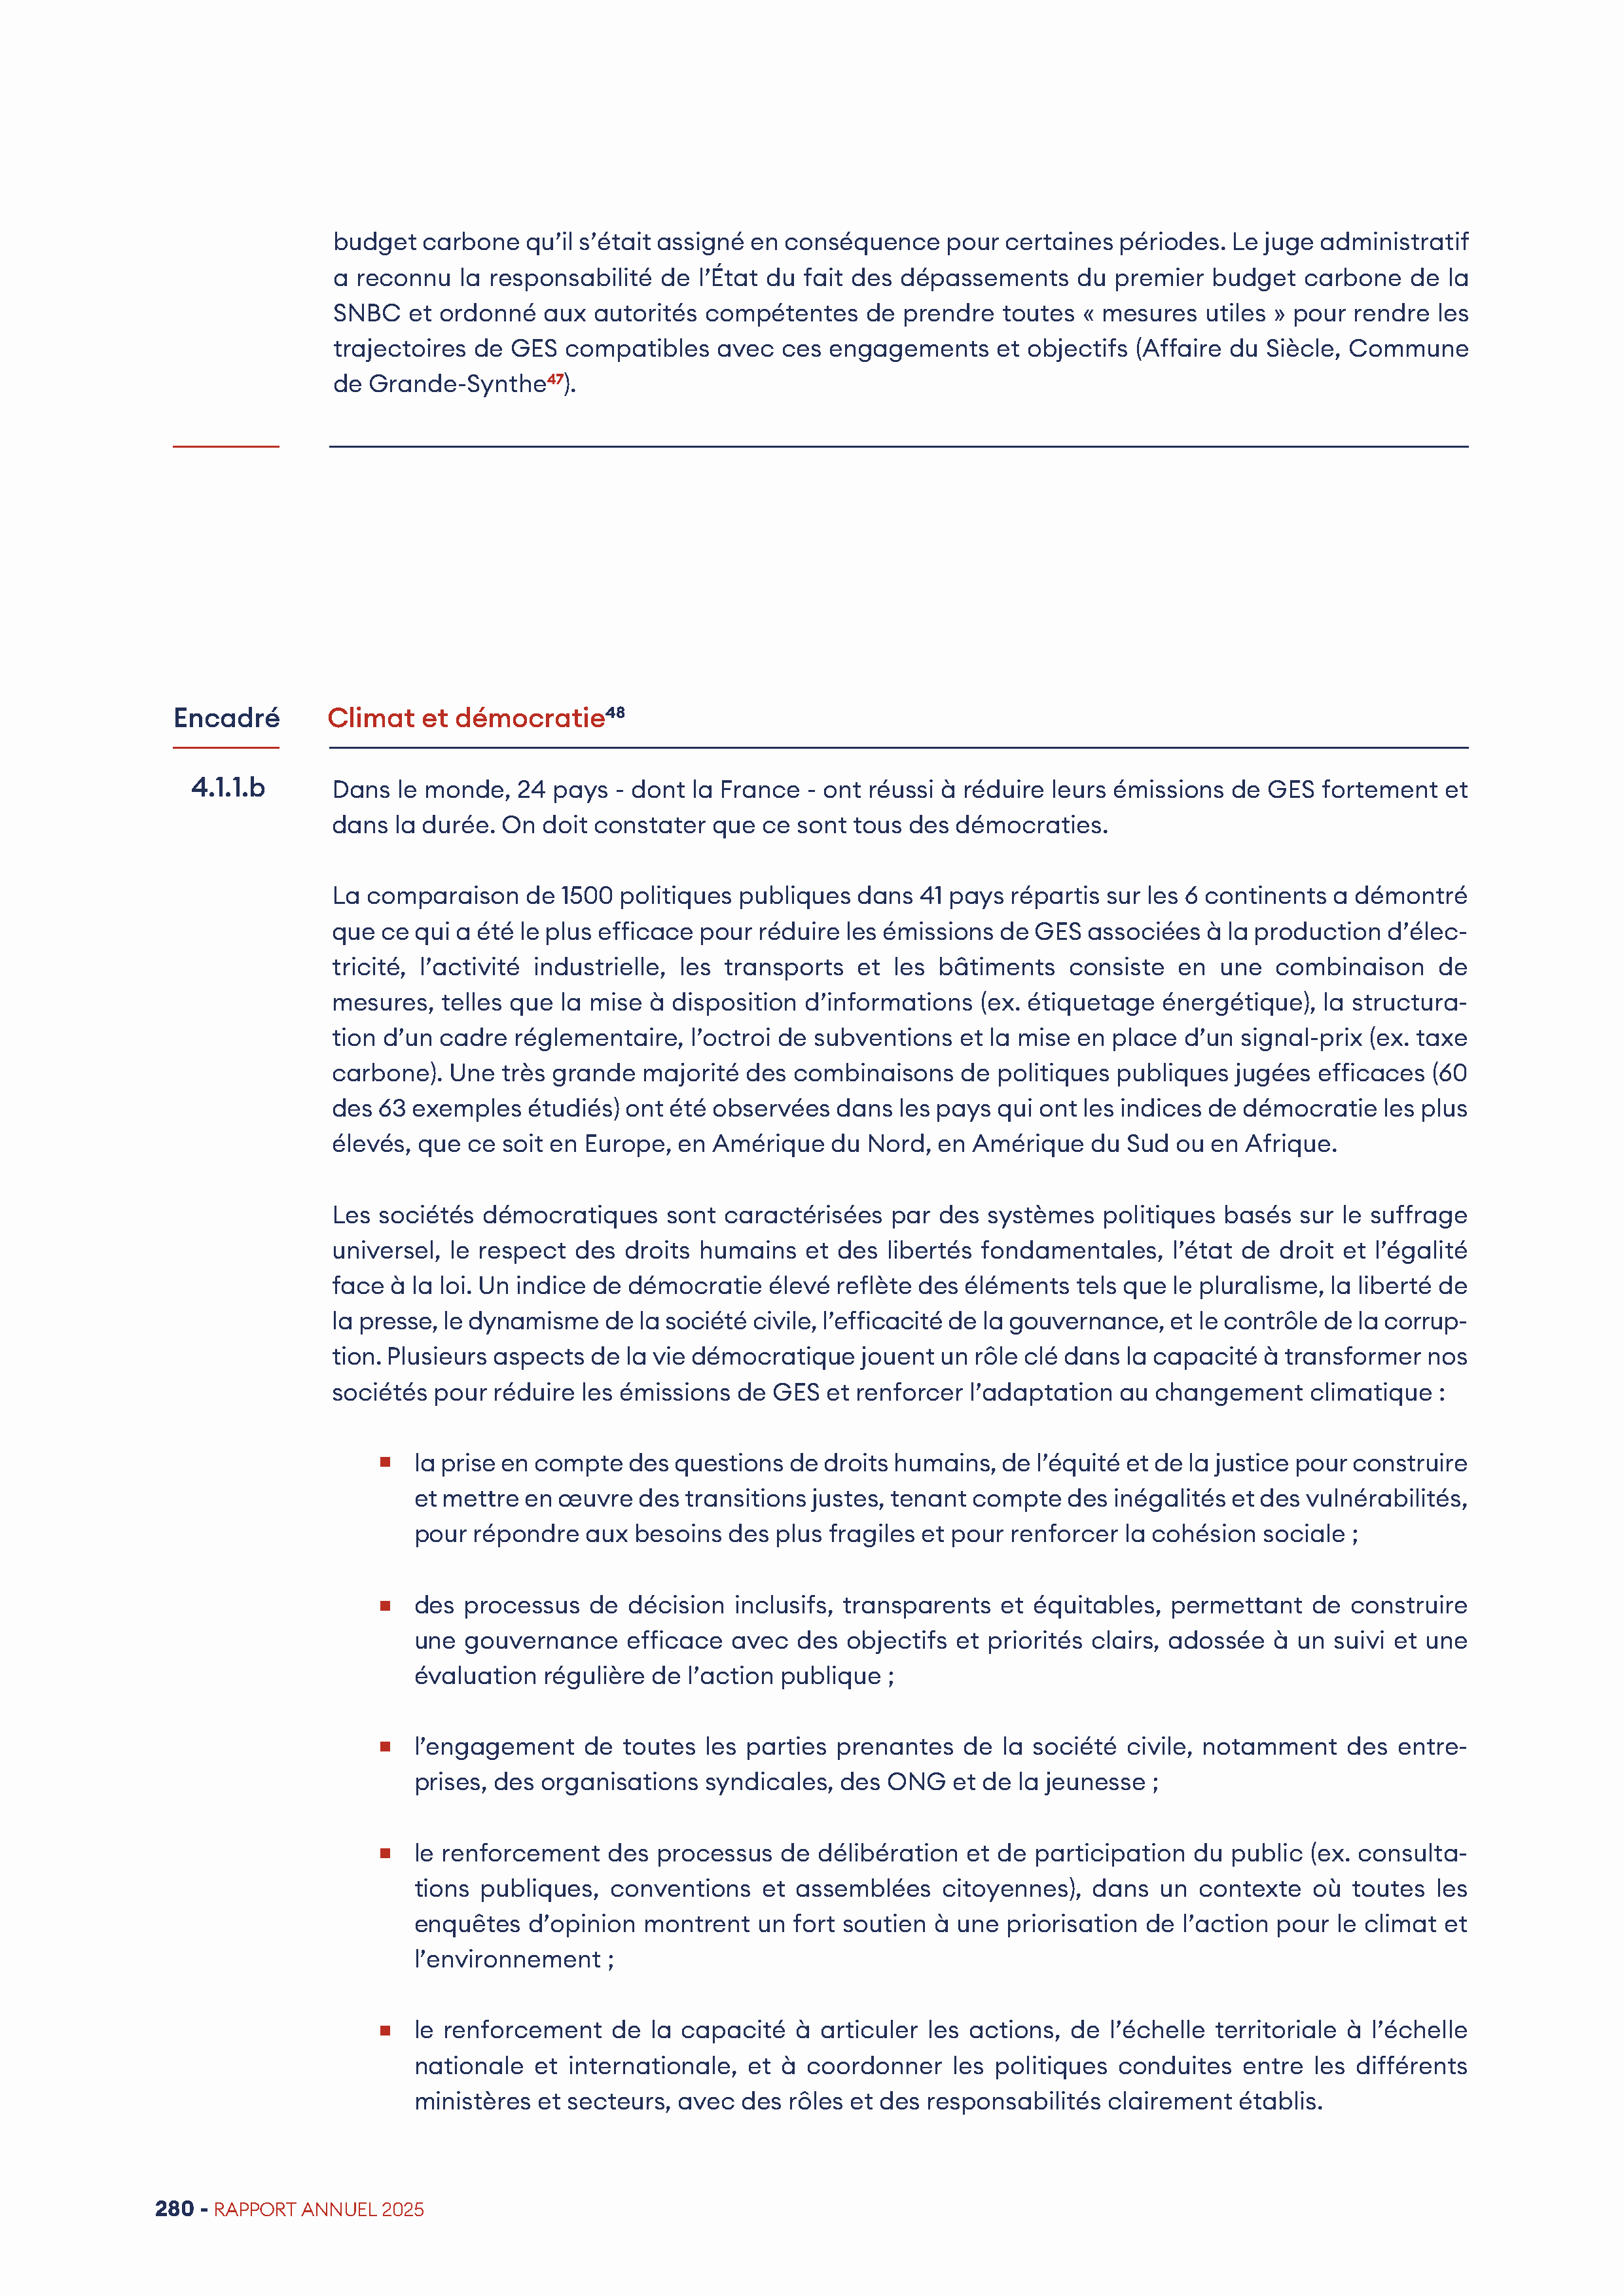 budget carbone qu’il s’était assigné en conséquence pour certaines périodes. Le juge administratif
a reconnu la responsabilité de l’État du fait des dépassements du premier budget carbone de la
SNBC et ordonné aux autorités compétentes de prendre toutes « mesures utiles » pour rendre les
trajectoires de GES compatibles avec ces engagements et objectifs (Affaire du Siècle, Commune
de Grande-Synthe⁴⁷).
Encadré Climat et démocratie⁴⁸
4.1.1.b
Dans le monde, 24 pays - dont la France - ont réussi à réduire leurs émissions de GES fortement et
dans la durée. On doit constater que ce sont tous des démocraties.
La comparaison de 1500 politiques publiques dans 41 pays répartis sur les 6 continents a démontré
que ce qui a été le plus efficace pour réduire les émissions de GES associées à la production d’élec-
tricité, l’activité industrielle, les transports et les bâtiments consiste en une combinaison de
mesures, telles que la mise à disposition d’informations (ex. étiquetage énergétique), la structura-
tion d’un cadre réglementaire, l’octroi de subventions et la mise en place d’un signal-prix (ex. taxe
carbone). Une très grande majorité des combinaisons de politiques publiques jugées efficaces (60
des 63 exemples étudiés) ont été observées dans les pays qui ont les indices de démocratie les plus
élevés, que ce soit en Europe, en Amérique du Nord, en Amérique du Sud ou en Afrique.
Les sociétés démocratiques sont caractérisées par des systèmes politiques basés sur le suffrage
universel, le respect des droits humains et des libertés fondamentales, l’état de droit et l’égalité
face à la loi. Un indice de démocratie élevé reflète des éléments tels que le pluralisme, la liberté de
la presse, le dynamisme de la société civile, l’efficacité de la gouvernance, et le contrôle de la corrup-
tion. Plusieurs aspects de la vie démocratique jouent un rôle clé dans la capacité à transformer nos
sociétés pour réduire les émissions de GES et renforcer l’adaptation au changement climatique :
■ la prise en compte des questions de droits humains, de l’équité et de la justice pour construire
et mettre en œuvre des transitions justes, tenant compte des inégalités et des vulnérabilités,
pour répondre aux besoins des plus fragiles et pour renforcer la cohésion sociale ;
■ des processus de décision inclusifs, transparents et équitables, permettant de construire
une gouvernance efficace avec des objectifs et priorités clairs, adossée à un suivi et une
évaluation régulière de l’action publique ;
■ l’engagement de toutes les parties prenantes de la société civile, notamment des entre-
prises, des organisations syndicales, des ONG et de la jeunesse ;
■ le renforcement des processus de délibération et de participation du public (ex. consulta-
tions publiques, conventions et assemblées citoyennes), dans un contexte où toutes les
enquêtes d’opinion montrent un fort soutien à une priorisation de l’action pour le climat et
l’environnement ;
■ le renforcement de la capacité à articuler les actions, de l’échelle territoriale à l’échelle
nationale et internationale, et à coordonner les politiques conduites entre les différents
ministères et secteurs, avec des rôles et des responsabilités clairement établis.
280 - RAPPORT ANNUEL 2025